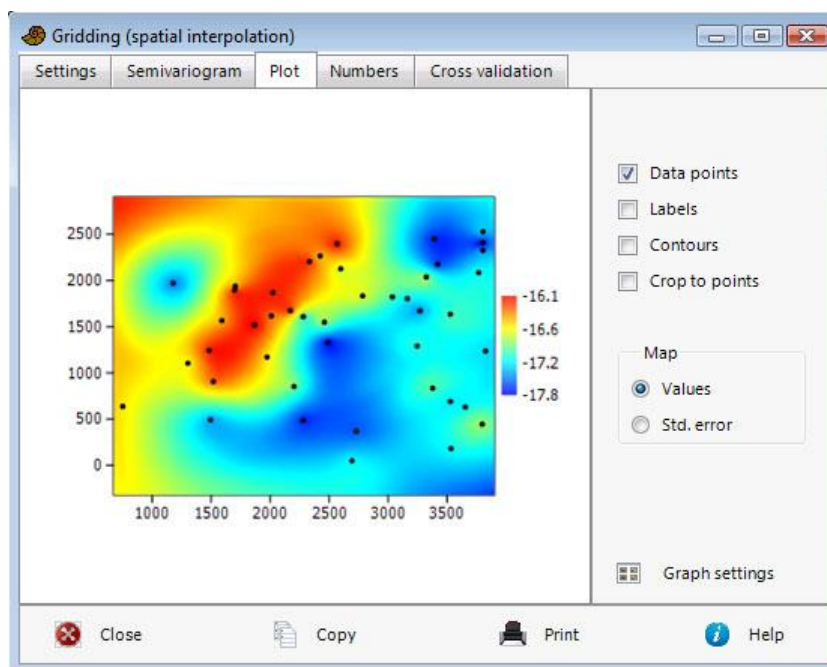 Gridding (spatial interpolation)
Settings Semivariogram Plot Numbers Cross validation
2500
2000
1500
1000
500
0
1000 1500 2000 2500 3000 3500
-16.1
-16.6
-17.2
-17.8
Data points
Labels
Contours
Crop to points
Map
Values
Std. error
Graph settings
Close Copy Print Help